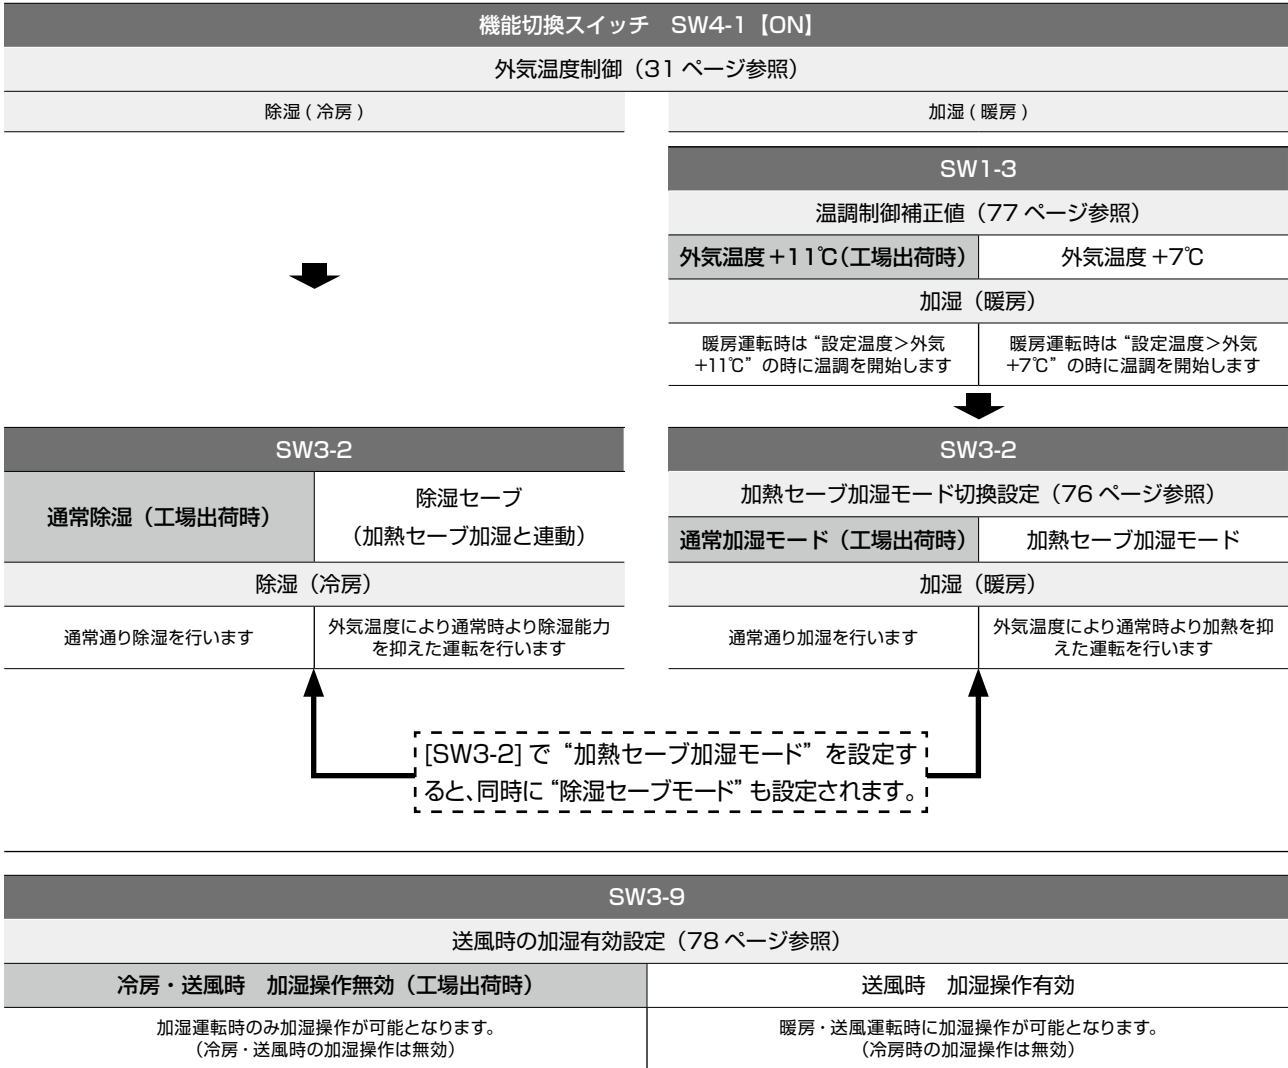 機能切換スイッチ　SW4-1【ON】
外気温度制御（31 ページ参照）
除湿 ( 冷房 )
加湿 ( 暖房 )
SW1-3
温調制御補正値（77 ページ参照）
外気温度 +11℃（工場出荷時）
外気温度 +7℃
加湿（暖房）
暖房運転時は “設定温度＞外気
+11℃” の時に温調を開始します
暖房運転時は “設定温度＞外気
+7℃” の時に温調を開始します
SW3-2
通常除湿（工場出荷時）
除湿セーブ
（加熱セーブ加湿と連動）
除湿（冷房）
通常通り除湿を行います
外気温度により通常時より除湿能力
を抑えた運転を行います
SW3-2
加熱セーブ加湿モード切換設定（76 ページ参照）
通常加湿モード（工場出荷時）
加熱セーブ加湿モード
加湿（暖房）
通常通り加湿を行います
外気温度により通常時より加熱を抑
えた運転を行います
[SW3-2] で “加熱セーブ加湿モード” を設定す
ると、同時に “除湿セーブモード” も設定されます。
SW3-9
送風時の加湿有効設定（78 ページ参照）
冷房・送風時　加湿操作無効（工場出荷時）
送風時　加湿操作有効
加湿運転時のみ加湿操作が可能となります。
（冷房・送風時の加湿操作は無効）
暖房・送風運転時に加湿操作が可能となります。
（冷房時の加湿操作は無効）